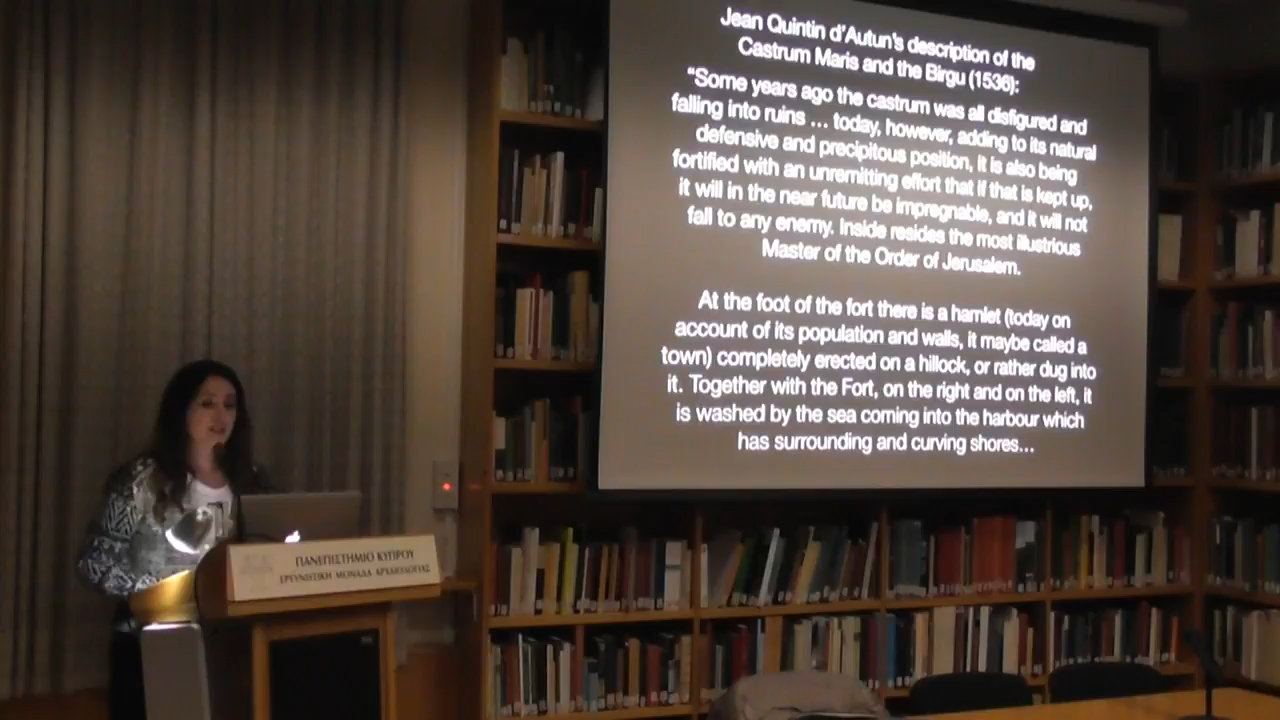 Jean Quintin d'Autun's description of the
Castrum Maris and the Birgu (1536):
"Some years ago the castrum was all disfigured and
falling into ruins ... today, however, adding to its natural
defensive and precipitous position, it is also being
fortified with an unremitting effort that if that is kept up,
it will in the near future be impregnable, and it will not
fall to any enemy. Inside resides the most illustrious
Master of the Order of Jerusalem.
At the foot of the fort there is a hamlet (today on
account of its population and walls, it maybe called a
town) completely erected on a hillock, or rather dug into
it. Together with the Fort, on the right and on the left, it
is washed by the sea coming into the harbour which
has surrounding and curving shores...
ΠΑΝΕΠΙΣΤΗΜΙΟ ΚΥΠΡΟΥ
ΕΡΕΥΝΗΤΙΚΗ ΜΟΝΑΔΑ ΑΡΧΑΙΟΛΟΓΙΑΣ